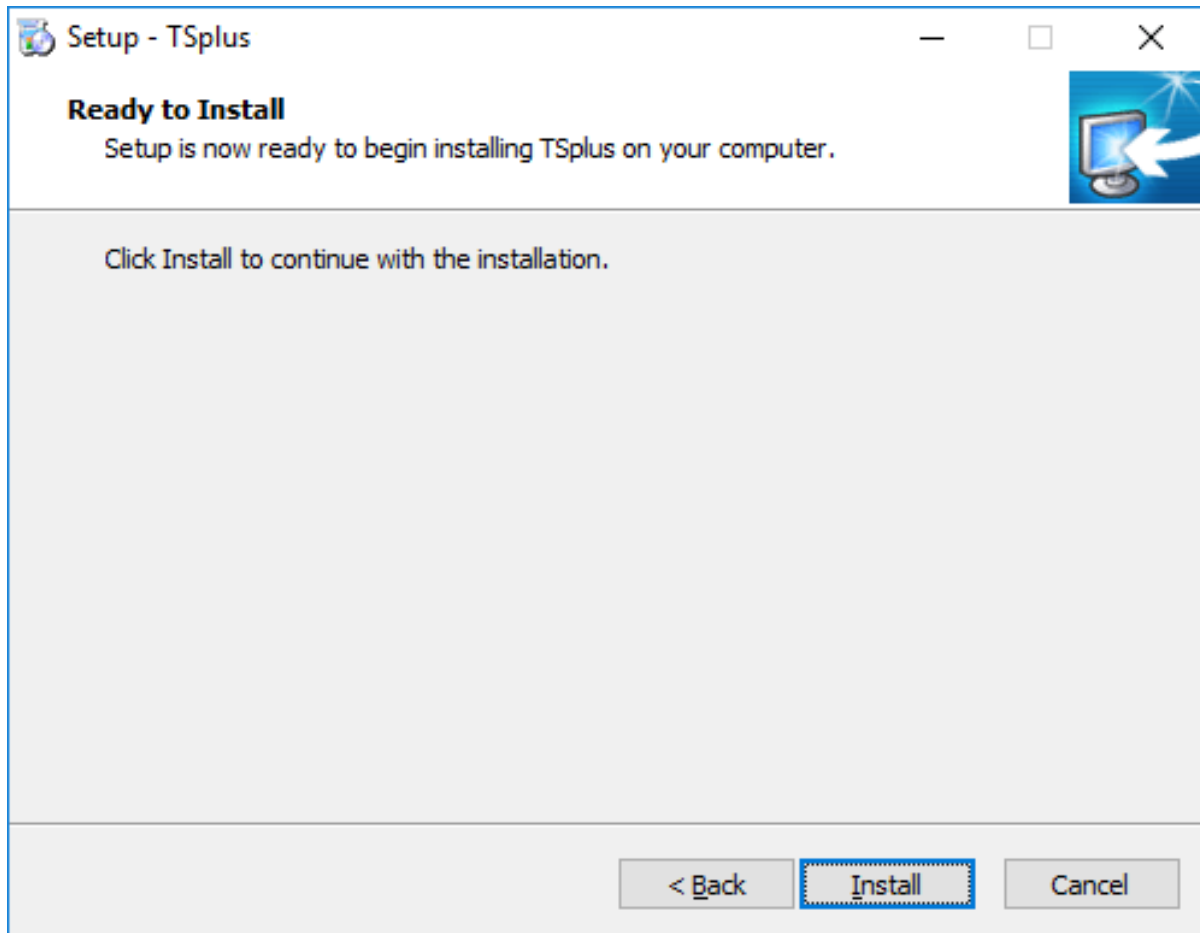 Setup - TSplus
Ready to Install
Setup is now ready to begin installing TSplus on your computer.
Click Install to continue with the installation.
< Back
Install
Cancel